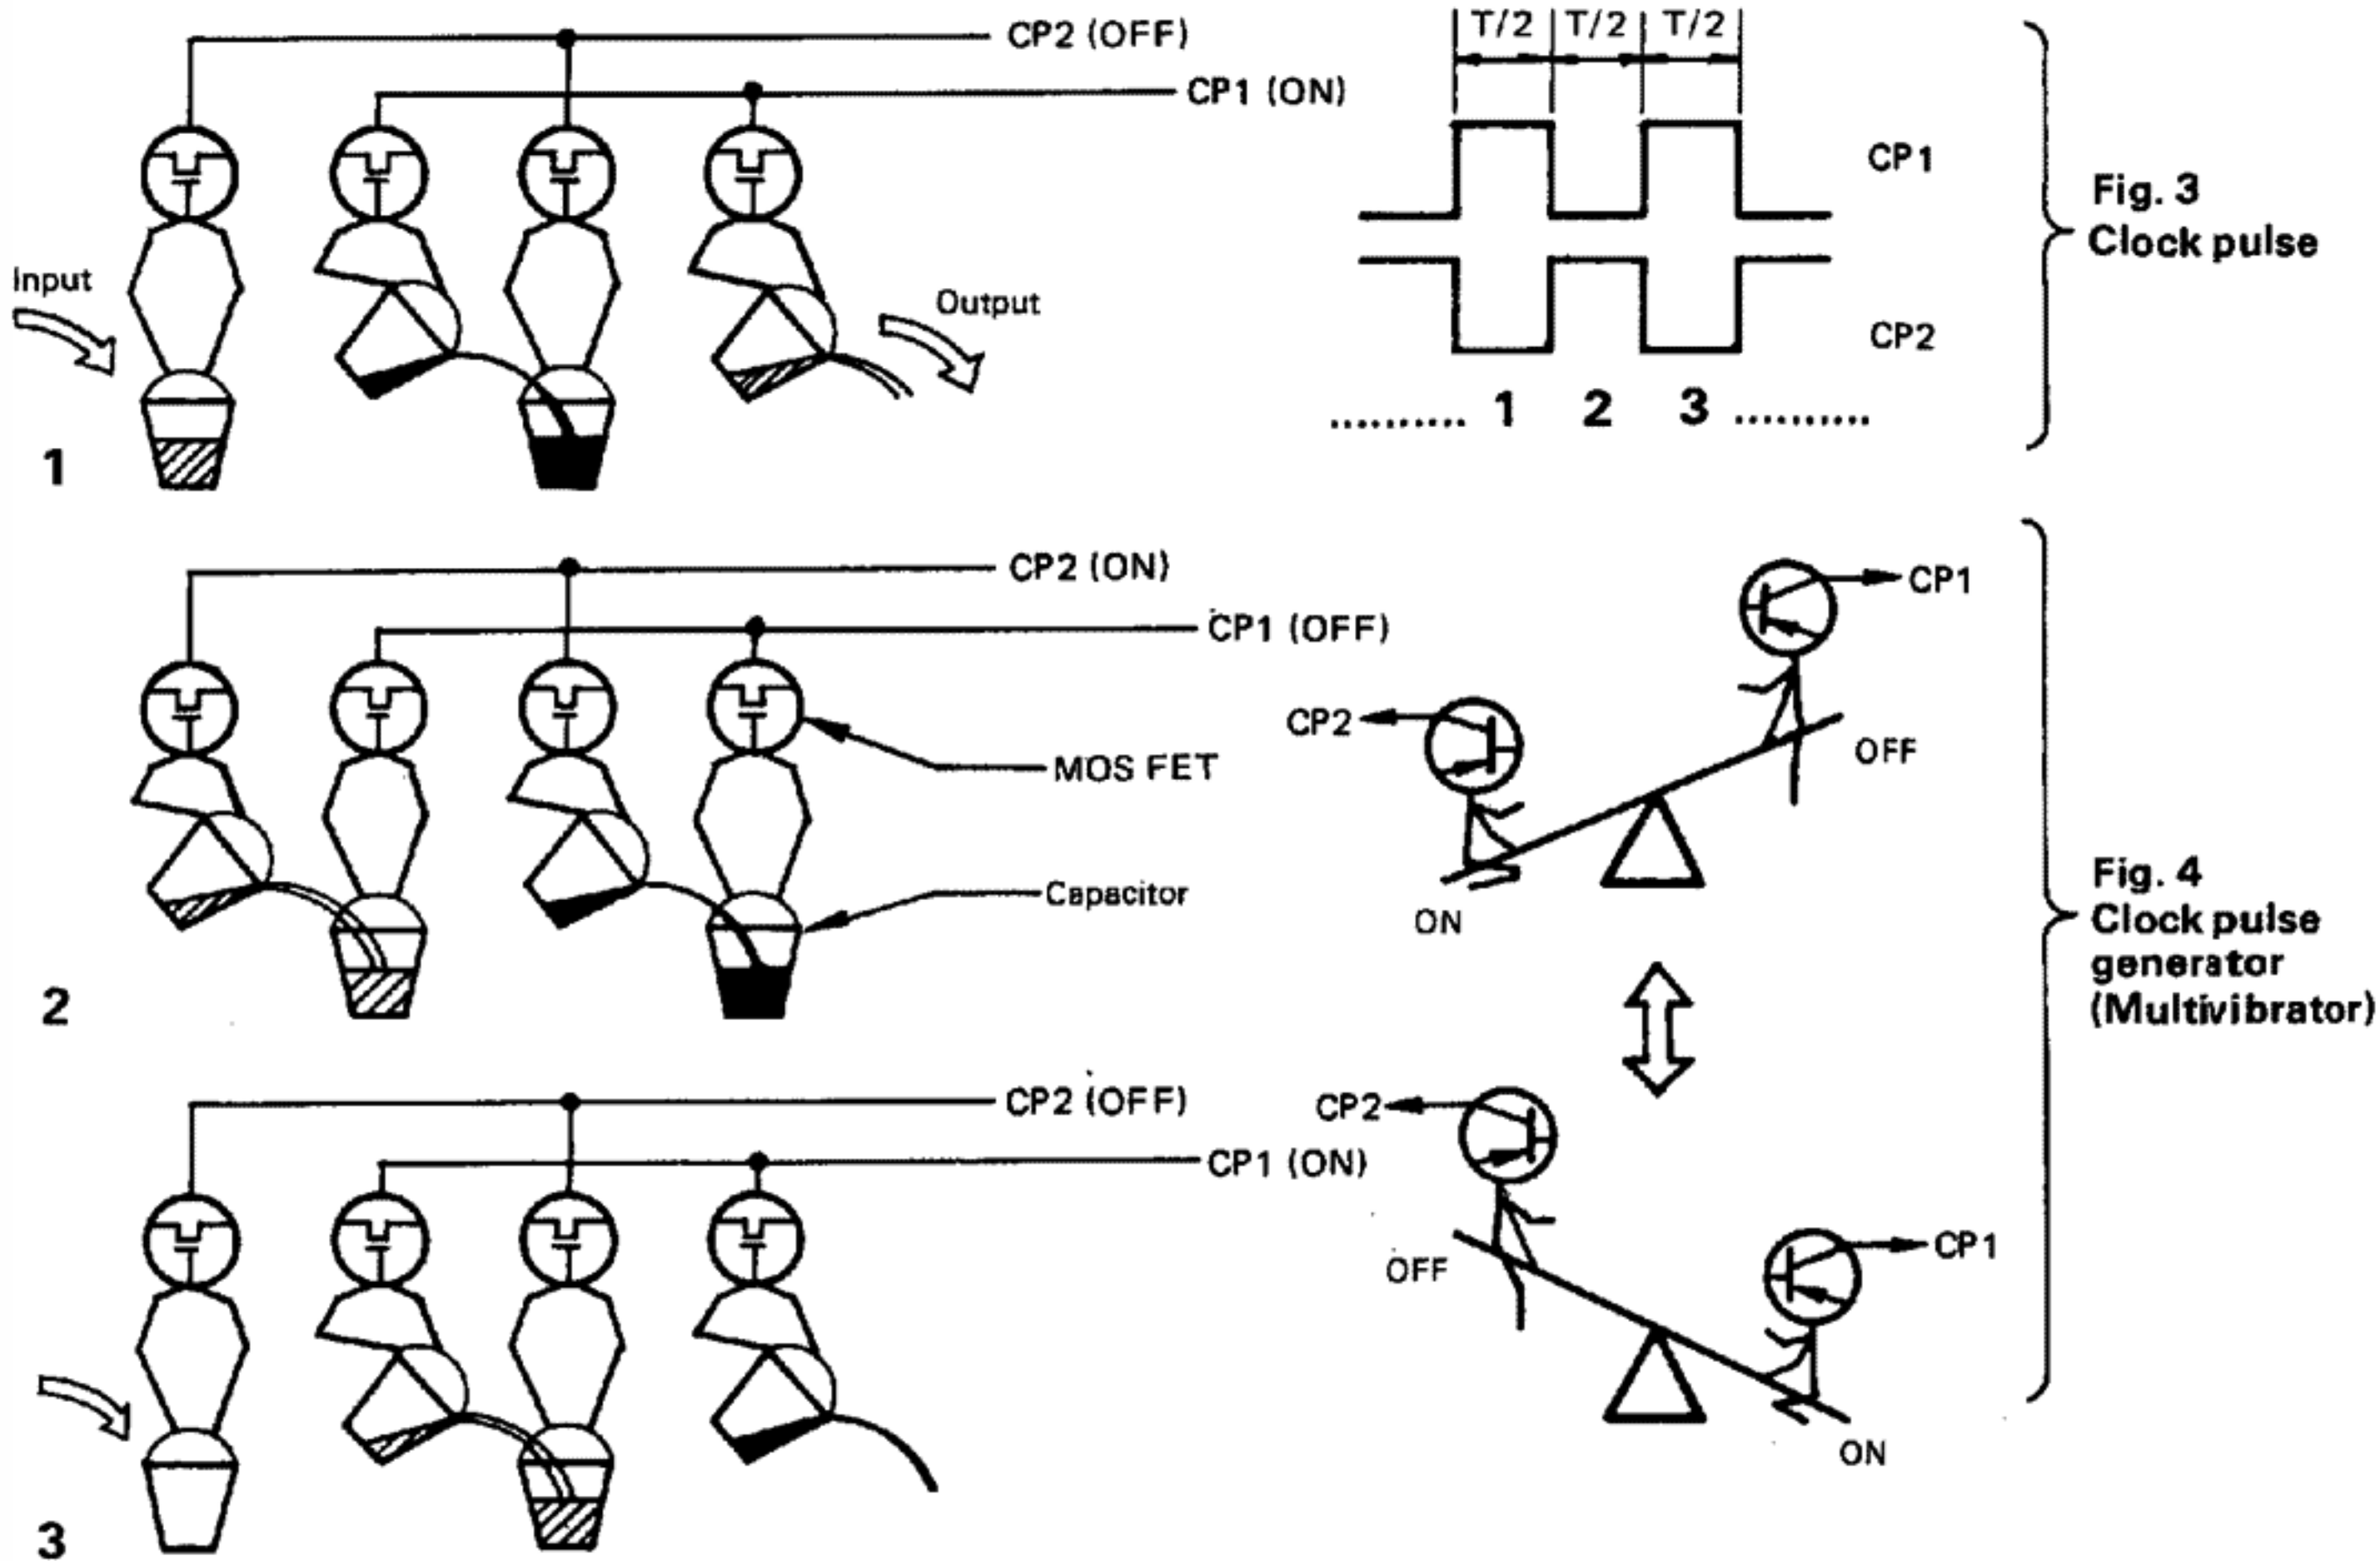 CP2 (OFF)
CP1 (ON)
Input
Output
1
T/2 T/2 T/2
CP1
CP2
.......... 1 2 3 ..........
Fig. 3
Clock pulse
CP2 (ON)
CP1 (OFF)
MOS FET
Capacitor
2
CP1
CP2
OFF
ON
Fig. 4
Clock pulse
generator
(Multivibrator)
CP2 (OFF)
CP1 (ON)
3
CP2
OFF
CP1
ON